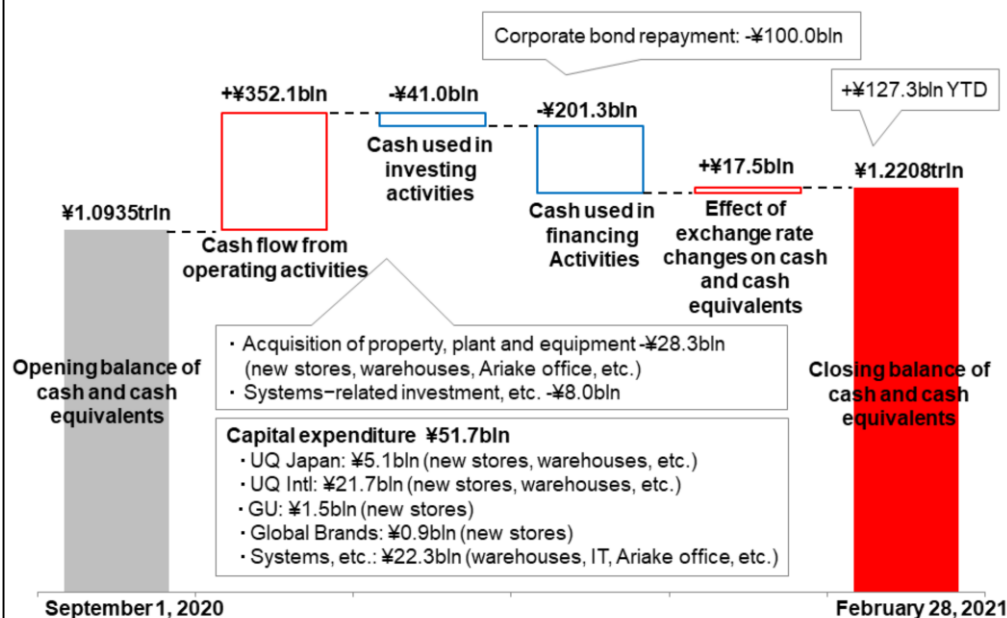 Corporate bond repayment: -¥100.0bln
+¥352.1bln
-¥41.0bln
-¥201.3bln
+¥127.3bln YTD
Cash used in
investing
activities
+¥17.5bln
¥1.2208trln
¥1.0935trln
Cash flow from
operating activities
Cash used in
financing
Activities
Effect of
exchange rate
changes on cash
and cash
equivalents
・Acquisition of property, plant and equipment -¥28.3bln
(new stores, warehouses, Ariake office, etc.)
・Systems−related investment, etc. -¥8.0bln
Opening balance of
cash and cash
equivalents
Closing balance of
cash and cash
equivalents
Capital expenditure ¥51.7bln
・UQ Japan: ¥5.1bln (new stores, warehouses, etc.)
・UQ Intl: ¥21.7bln (new stores, warehouses, etc.)
・GU: ¥1.5bln (new stores)
・Global Brands: ¥0.9bln (new stores)
・Systems, etc.: ¥22.3bln (warehouses, IT, Ariake office, etc.)
September 1, 2020
February 28, 2021